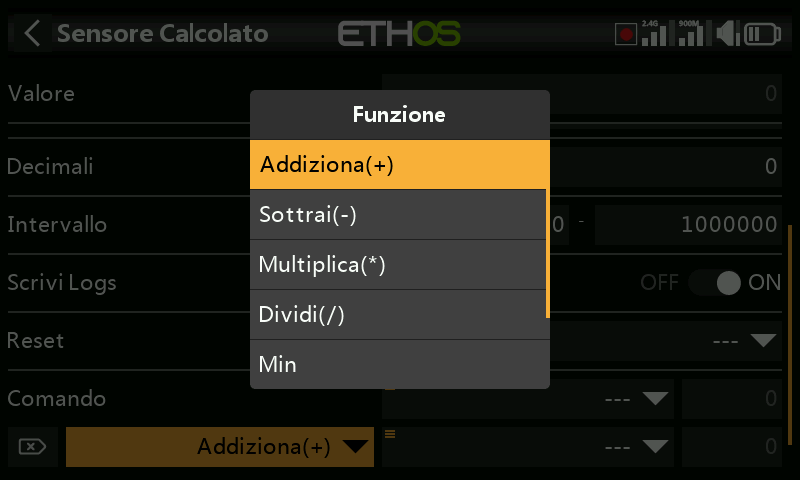 Sensore Calcolato
ETHOS
2.4G
900M
Valore 0
Funzione
Decimali 0
Addiziona(+)
Sottrai(-)
Intervallo 0 - 1000000
Multiplica(*)
Scrivi Logs OFF ON
Dividi(/)
Reset ---
Min
Comando --- 0
Addiziona(+) --- 0